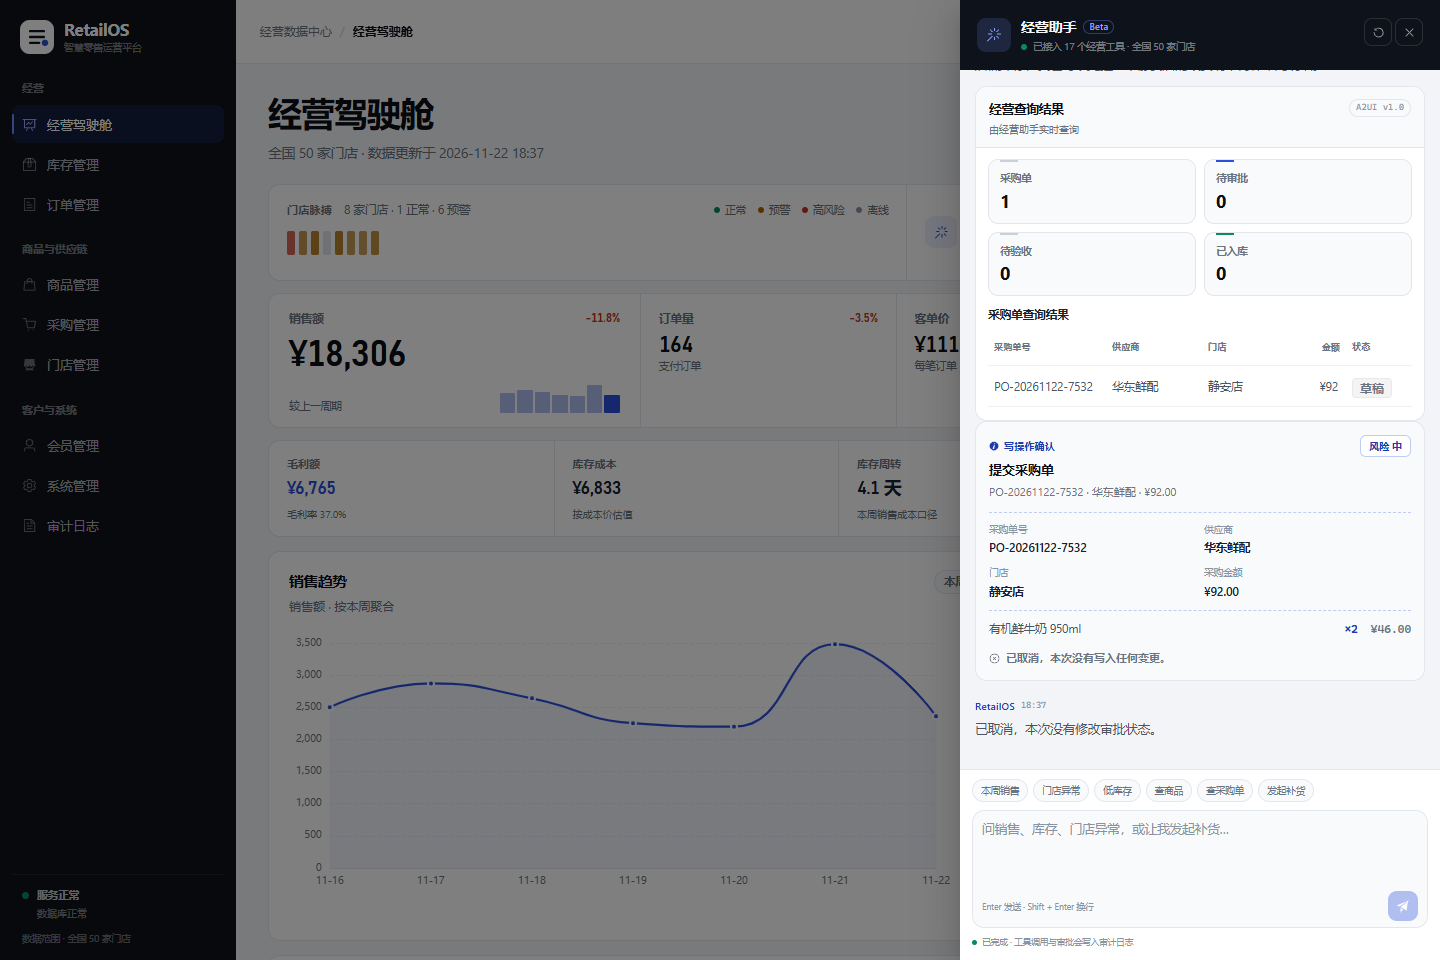 RetailOS
智慧零售运营平台
经营
经营驾驶舱
库存管理
订单管理
商品与供应链
商品管理
采购管理
门店管理
客户与系统
会员管理
系统管理
审计日志
服务正常
数据库正常
数据范围 · 全国 50 家门店
经营数据中心 / 经营驾驶舱
经营驾驶舱
全国 50 家门店 · 数据更新于 2026-11-22 18:37
门店脉搏 8 家门店 · 1 正常 · 6 预警
正常 预警 高风险 离线
销售额 -11.8%
¥18,306
较上一周期
订单量 -3.5%
164
支付订单
客单价
¥111
每笔订单
毛利额
¥6,765
毛利率 37.0%
库存成本
¥6,833
按成本价估值
库存周转
4.1 天
本周销售成本口径
销售趋势
销售额 · 按本周聚合
3,500
3,000
2,500
2,000
1,500
1,000
500
0
11-16 11-17 11-18 11-19 11-20 11-21 11-22
经营助手 Beta
已接入 17 个经营工具 · 全国 50 家门店
经营查询结果 A2UI v1.0
由经营助手实时查询
采购单
1
待审批
0
待验收
0
已入库
0
采购单查询结果
采购单号 供应商 门店 金额 状态
PO-20261122-7532 华东鲜配 静安店 ¥92 草稿
写操作确认 风险 中
提交采购单
PO-20261122-7532 · 华东鲜配 · ¥92.00
采购单号 供应商
PO-20261122-7532 华东鲜配
门店 采购金额
静安店 ¥92.00
有机鲜牛奶 950ml ×2 ¥46.00
已取消，本次没有写入任何变更。
RetailOS 18:37
已取消，本次没有修改审批状态。
本周销售 门店异常 低库存 查商品 查采购单 发起补货
问销售、库存、门店异常，或让我发起补货...
Enter 发送 · Shift + Enter 换行
已完成 · 工具调用与审批会写入审计日志